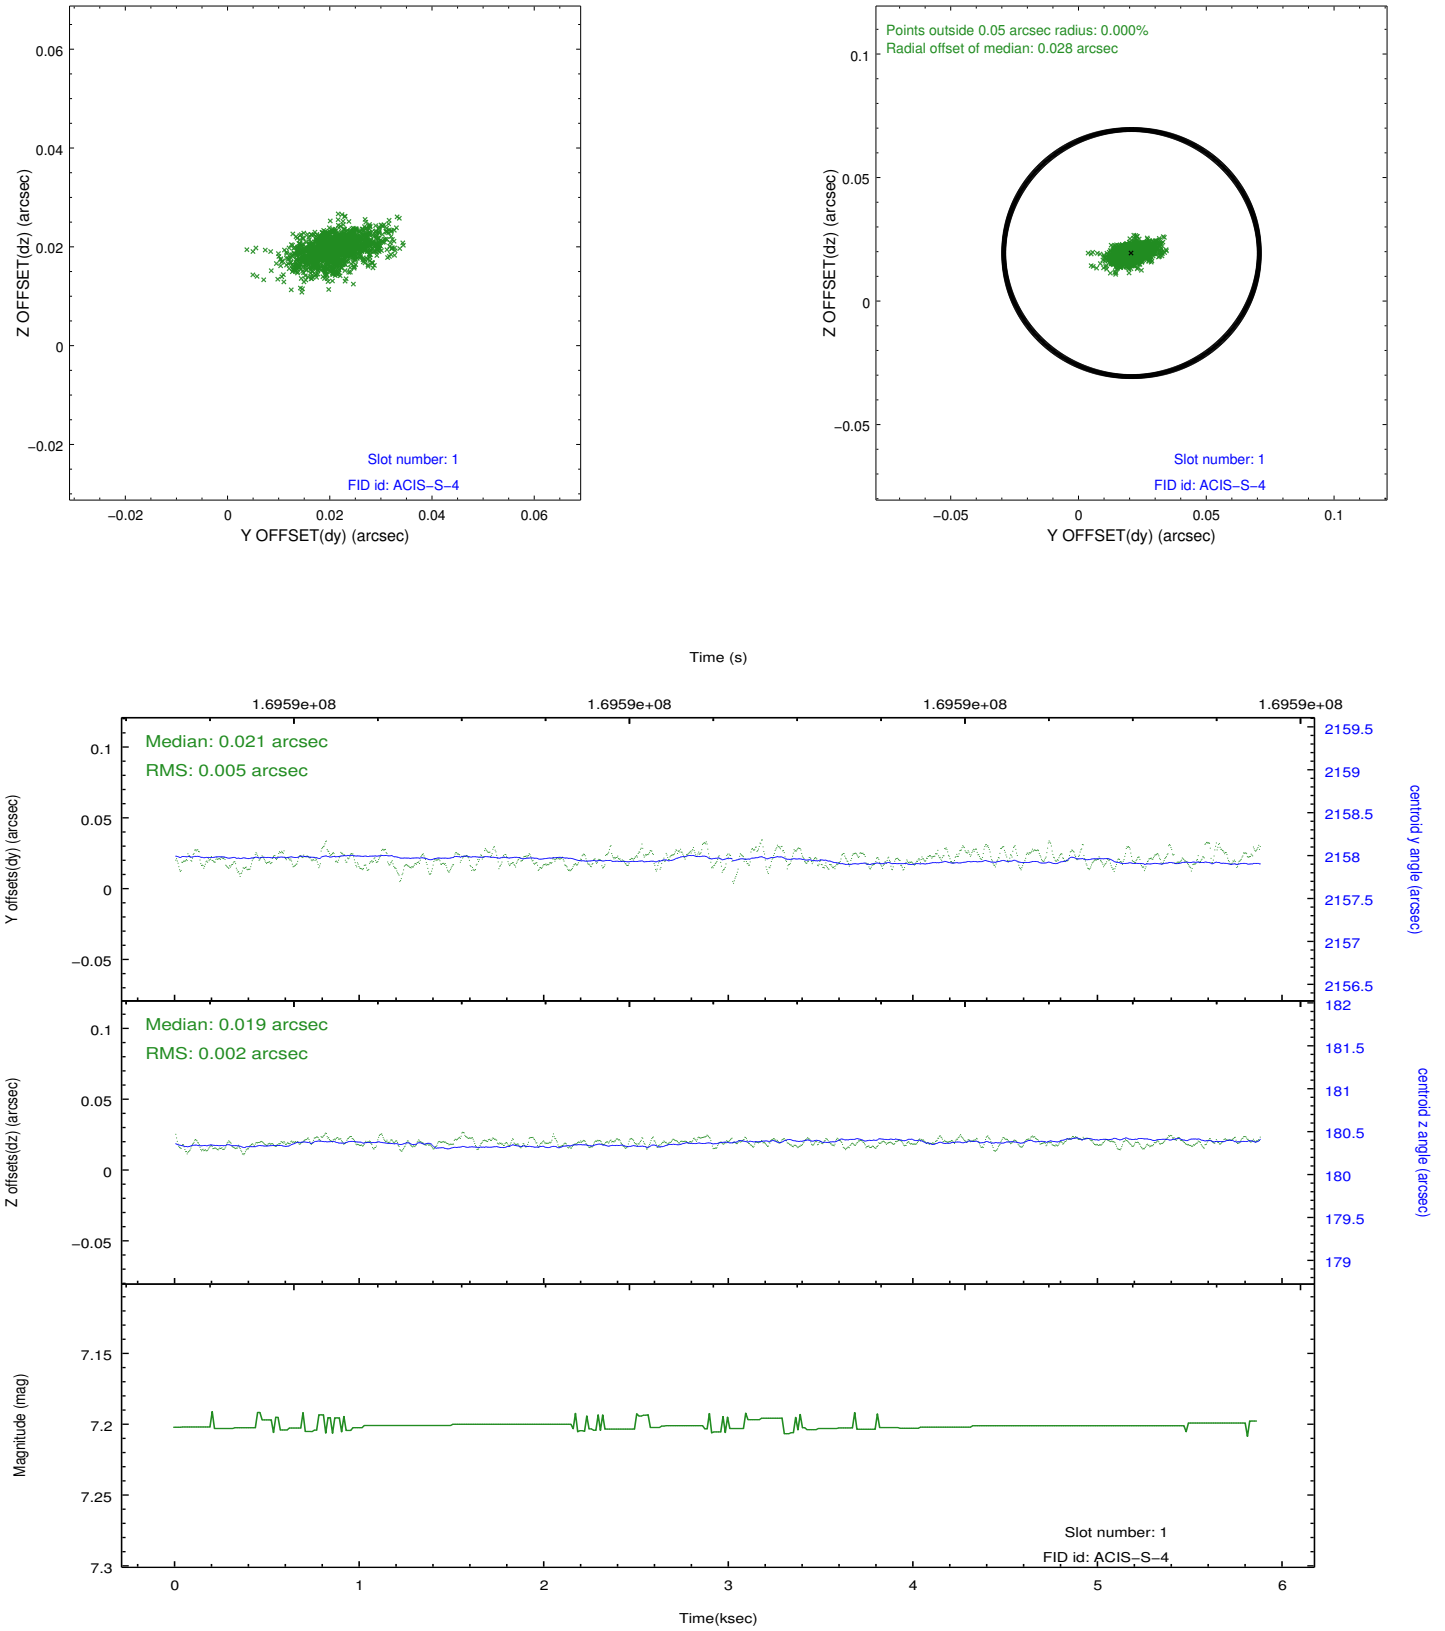 0.06
0.04
0.02
0
−0.02
Z OFFSET(dz) (arcsec)
Slot number: 1
FID id: ACIS−S−4
−0.02 0 0.02 0.04 0.06
Y OFFSET(dy) (arcsec)
Points outside 0.05 arcsec radius: 0.000%
Radial offset of median: 0.028 arcsec
0.1
0.05
0
−0.05
Z OFFSET(dz) (arcsec)
Slot number: 1
FID id: ACIS−S−4
−0.05 0 0.05 0.1
Y OFFSET(dy) (arcsec)
Time (s)
1.6959e+08 1.6959e+08 1.6959e+08 1.6959e+08
Median: 0.021 arcsec
RMS: 0.005 arcsec
0.1
0.05
0
−0.05
Y offsets(dy) (arcsec)
2159.5
2159
2158.5
2158
2157.5
2157
2156.5
centroid y angle (arcsec)
Median: 0.019 arcsec
RMS: 0.002 arcsec
0.1
0.05
0
−0.05
Z offsets(dz) (arcsec)
182
181.5
181
180.5
180
179.5
179
centroid z angle (arcsec)
7.15
7.2
7.25
7.3
Magnitude (mag)
Slot number: 1
FID id: ACIS−S−4
0 1 2 3 4 5 6
Time(ksec)